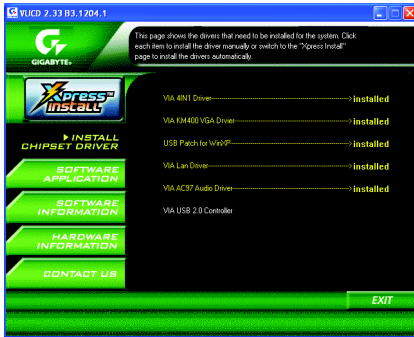 VUCD 2.33 B3.1204.1
GIGABYTE™
This page shows the drivers that need to be installed for the system. Click
each item to install the driver manually or switch to the "Xpress Install"
page to install the drivers automatically.
Xpress™
INSTALL
INSTALL
CHIPSET DRIVER
SOFTWARE
APPLICATION
SOFTWARE
INFORMATION
HARDWARE
INFORMATION
CONTACT US
VIA 4IN1 Driver installed
VIA KM400 VGA Drvier installed
USB Patch for WinXP installed
VIA Lan Driver installed
VIA AC97 Audio Driver installed
VIA USB 2.0 Controller
EXIT